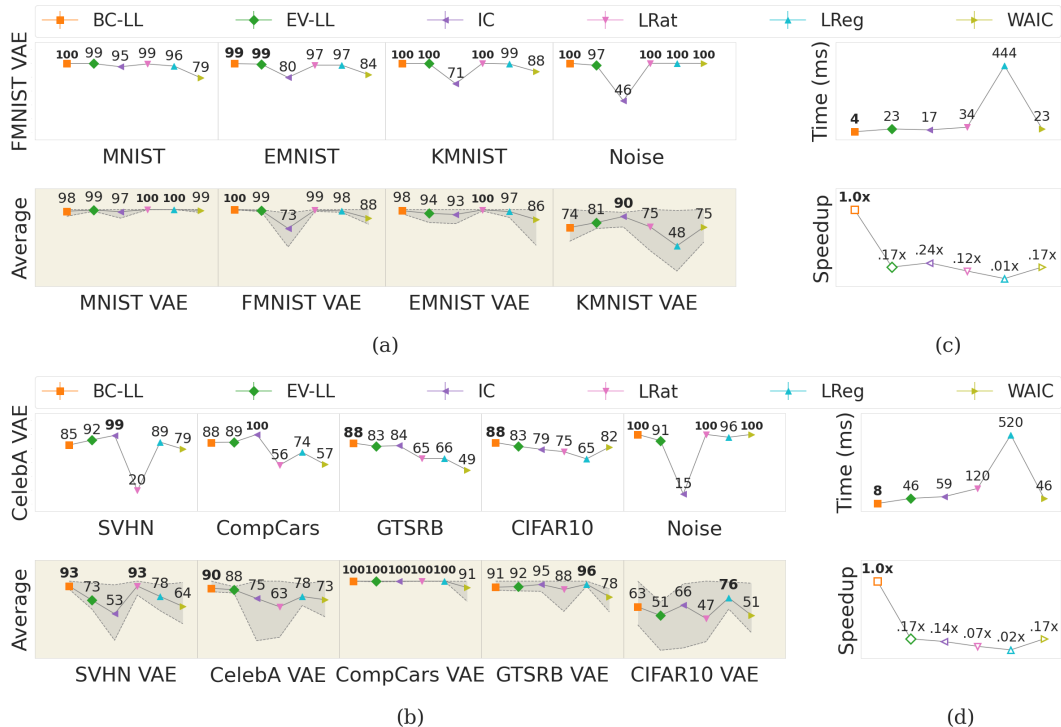 BC-LL EV-LL IC LRat LReg WAIC
FMNIST VAE
100 99 95 99 96 79
99 99 80 97 97 84
100 100 71 100 99 88
100 97 46 100 100 100
MNIST EMNIST KMNIST Noise
Time (ms)
4 23 17 34 444 23
Average
98 99 97 100 100 99
100 99 73 99 98 88
98 94 93 100 97 86
74 81 90 75 48 75
MNIST VAE FMNIST VAE EMNIST VAE KMNIST VAE
Speedup
1.0x .17x .24x .12x .01x .17x
(a) (c)
BC-LL EV-LL IC LRat LReg WAIC
CelebA VAE
85 92 99 20 89 79
88 89 100 56 74 57
88 83 84 65 66 49
88 83 79 75 65 82
100 91 15 100 96 100
SVHN CompCars GTSRB CIFAR10 Noise
Time (ms)
8 46 59 120 520 46
Average
93 73 53 93 78 64
90 88 75 63 78 73
100 100 100 100 100 91
91 92 95 88 96 78
63 51 66 47 76 51
SVHN VAE CelebA VAE CompCars VAE GTSRB VAE CIFAR10 VAE
Speedup
1.0x .17x .14x .07x .02x .17x
(b) (d)